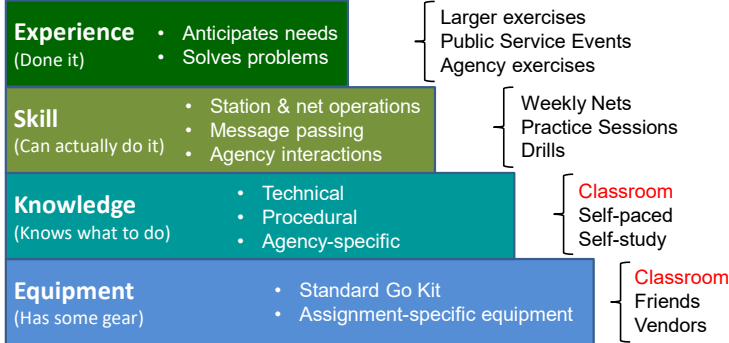 Experience
(Done it)
• Anticipates needs
• Solves problems
Larger exercises
Public Service Events
Agency exercises
Skill
(Can actually do it)
• Station & net operations
• Message passing
• Agency interactions
Weekly Nets
Practice Sessions
Drills
Knowledge
(Knows what to do)
• Technical
• Procedural
• Agency-specific
Classroom
Self-paced
Self-study
Equipment
(Has some gear)
• Standard Go Kit
• Assignment-specific equipment
Classroom
Friends
Vendors